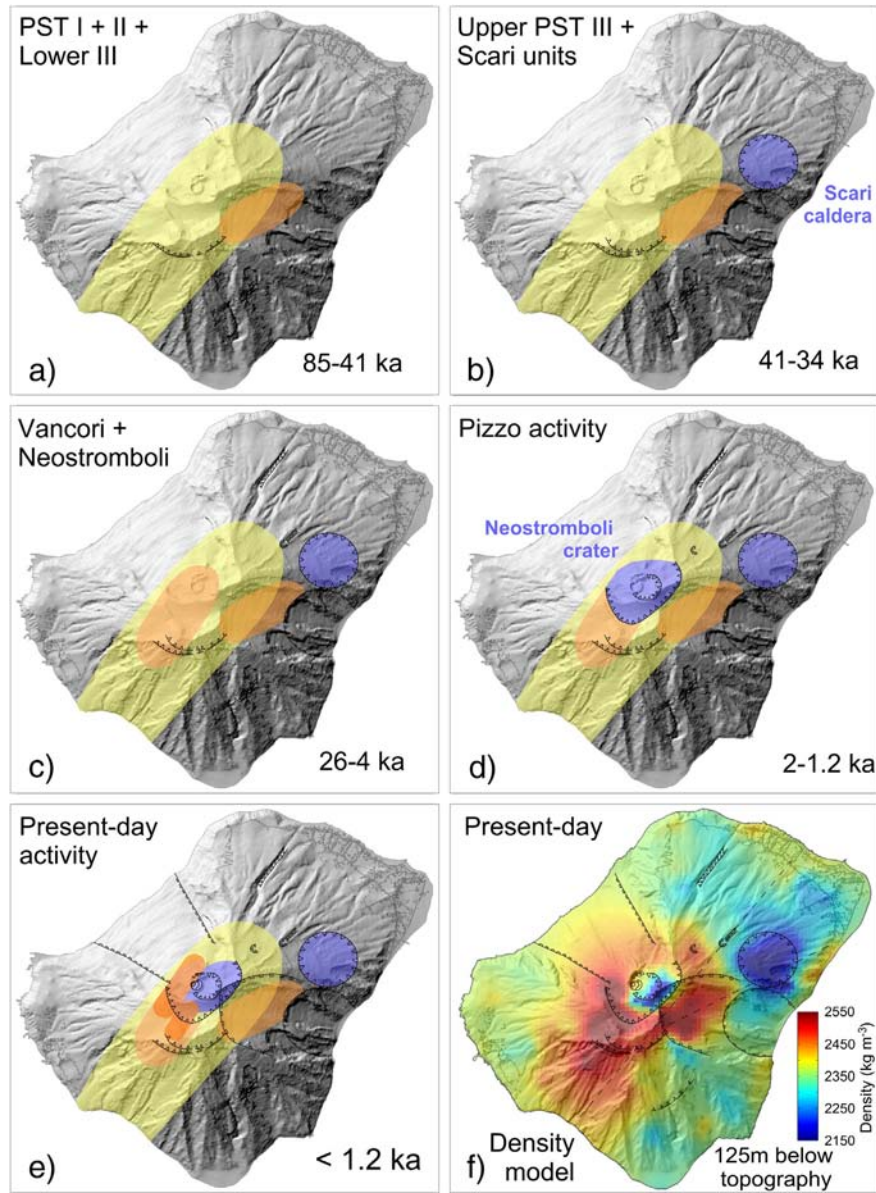 PST I + II +
Lower III
85-41 ka
a)
Upper PST III +
Scari units
Scari
caldera
41-34 ka
b)
Vancori +
Neostromboli
26-4 ka
c)
Pizzo activity
Neostromboli
crater
2-1.2 ka
d)
Present-day
activity
< 1.2 ka
e)
Present-day
2550
2450
2350
2250
2150
Density (kg m-3)
Density
model
125m below
topography
f)